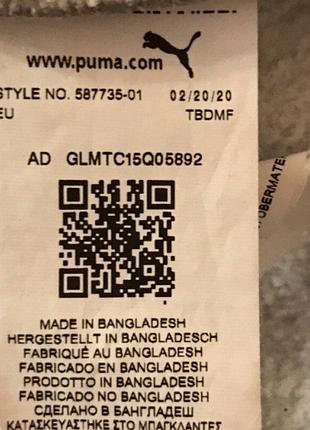 www.puma.com
STYLE NO. 587735-01 02/20/20
EU TBDMF
AD GLMTC15Q05892
MADE IN BANGLADESH
HERGESTELLT IN BANGLADESCH
FABRIQUÉ AU BANGLADESH
FABRICADO EN BANGLADESH
PRODOTTO IN BANGLADESH
FABRICADO NO BANGLADESH
СДЕЛАНО В БАНГЛАДЕШ
ΚΑΤΑΣΚΕΥΑΣΤΗΚΕ ΣΤΟ ΜΠΑΓΚΛΑΝΤΕΣ
OBERMATE